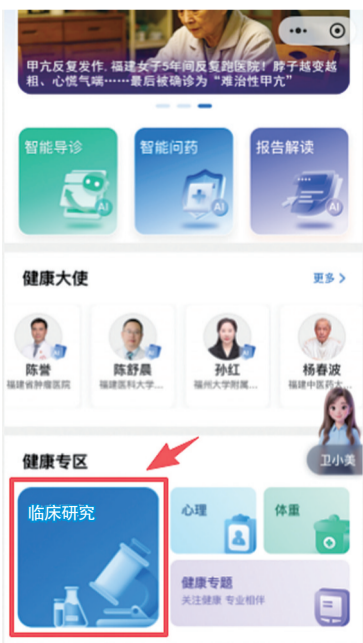 甲亢反复发作，福建女子5年间反复跑医院！脖子越变越
粗、心慌气喘……最后被确诊为“难治性甲亢”
智能导诊
智能问药
报告解读
AI
AI
AI
健康大使
更多 >
陈誉
陈舒晨
孙红
杨春波
福建省肿瘤医院
福建医科大学...
福州大学附属...
福建中医药大...
卫小美
健康专区
临床研究
心理
体重
健康专题
关注健康 专业相伴